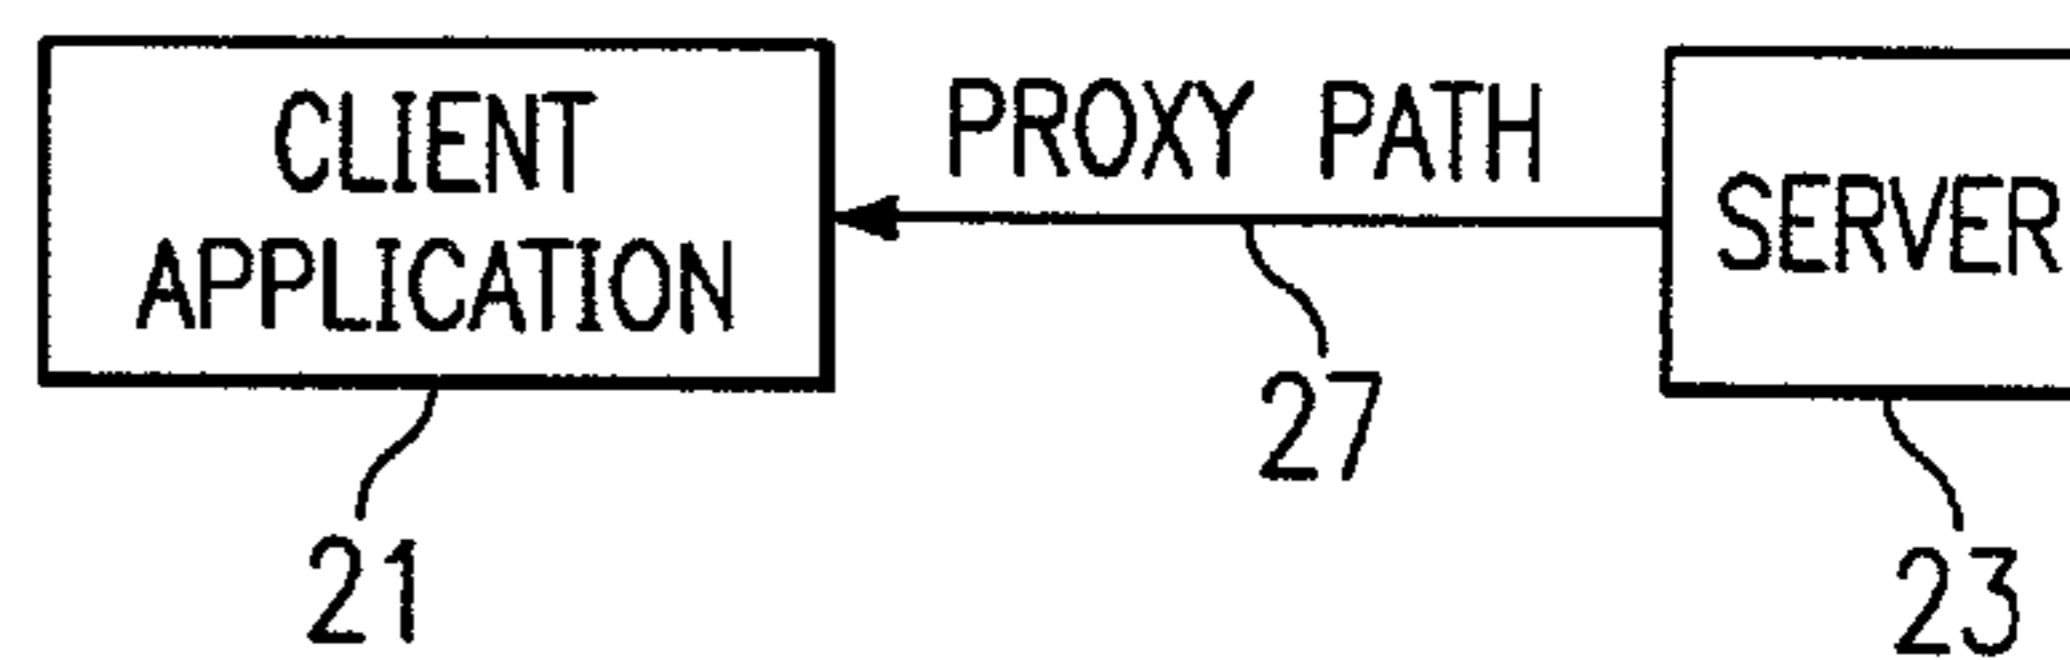 CLIENT
APPLICATION
PROXY PATH
SERVER
27
21
23